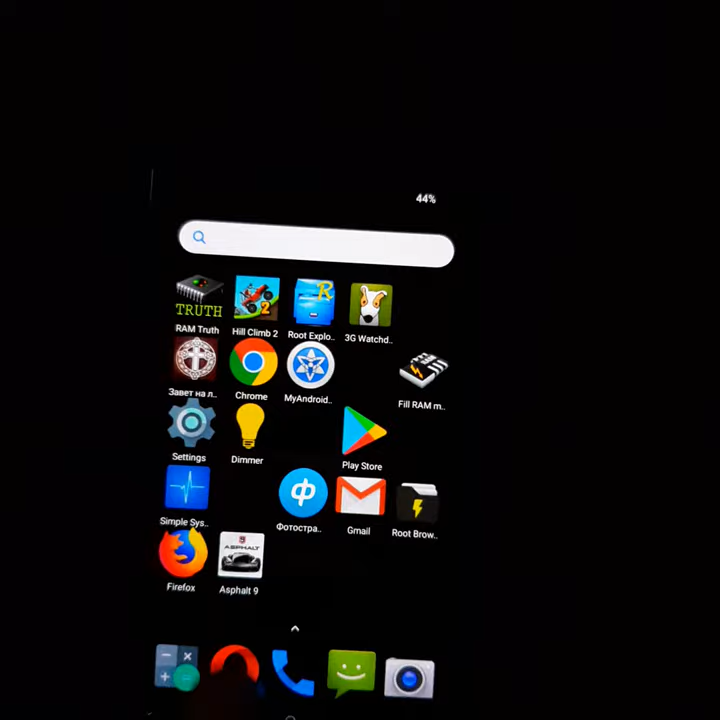 44%
TRUTH
2
R
RAM Truth
Hill Climb 2
Root Explo..
3G Watchd..
Завет на л..
Chrome
MyAndroid..
Fill RAM m..
Settings
Dimmer
Play Store
ф
Simple Sys..
Фотостра..
Gmail
Root Brow..
ASPHALT
Firefox
Asphalt 9